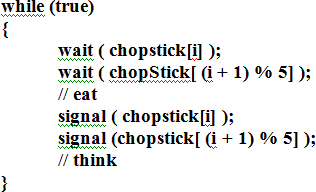 while (true)
{
wait ( chopstick[i] );
wait ( chopStick[ (i + 1) % 5] );
// eat
signal ( chopstick[i] );
signal (chopstick[ (i + 1) % 5] );
// think
}